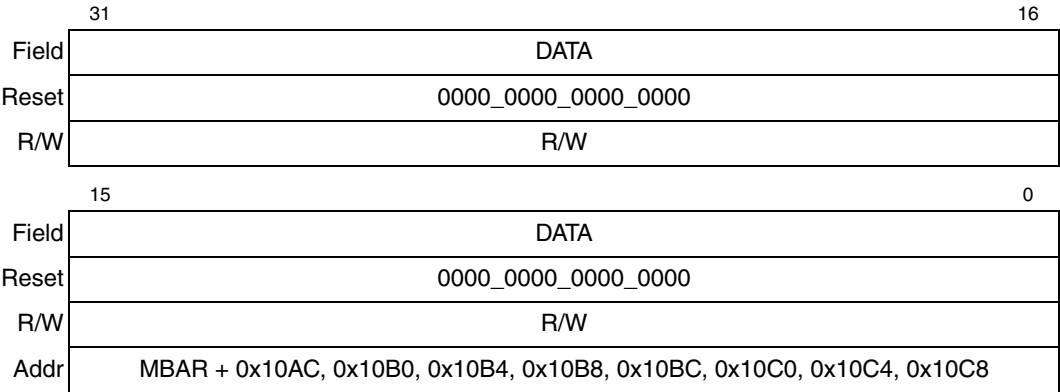 31 16
Field DATA
Reset 0000_0000_0000_0000
R/W R/W
15 0
Field DATA
Reset 0000_0000_0000_0000
R/W R/W
Addr MBAR + 0x10AC, 0x10B0, 0x10B4, 0x10B8, 0x10BC, 0x10C0, 0x10C4, 0x10C8